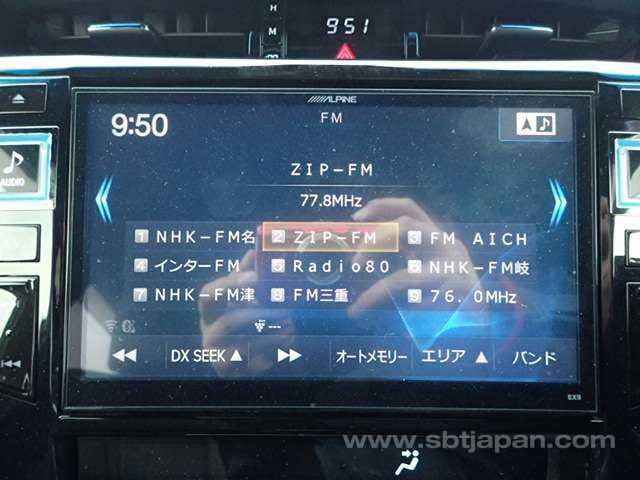 H
M
:00
951
ALPINE
9:50
FM
ZIP-FM
77.8MHz
AUDIO
1 NHK-FM名 2 ZIP-FM 3 FM AICH
4 インターFM 5 Radio80 6 NHK-FM岐
7 NHK-FM津 8 FM三重 9 76.0MHz
---
DX SEEK ▲ オートメモリー エリア ▲ バンド
EX9
www.sbtjapan.com